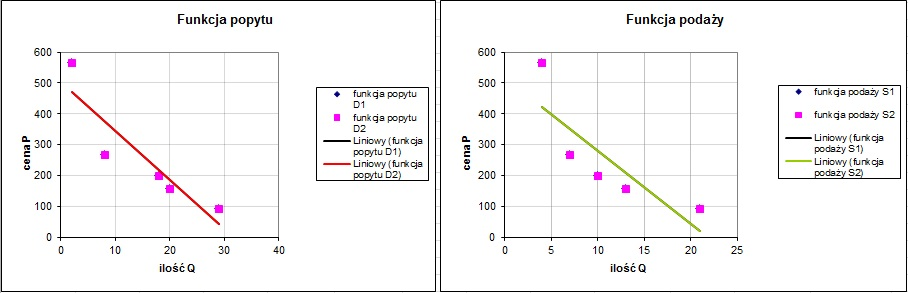 Funkcja popytu
600
500
400
300
200
100
0
cena P
0 10 20 30 40
ilość Q
funkcja popytu
D1
funkcja popytu
D2
Liniowy (funkcja
popytu D1)
Liniowy (funkcja
popytu D2)
Funkcja podaży
600
500
400
300
200
100
0
cena P
0 5 10 15 20 25
ilość Q
funkcja podaży S1
funkcja podaży S2
Liniowy (funkcja
podaży S1)
Liniowy (funkcja
podaży S2)